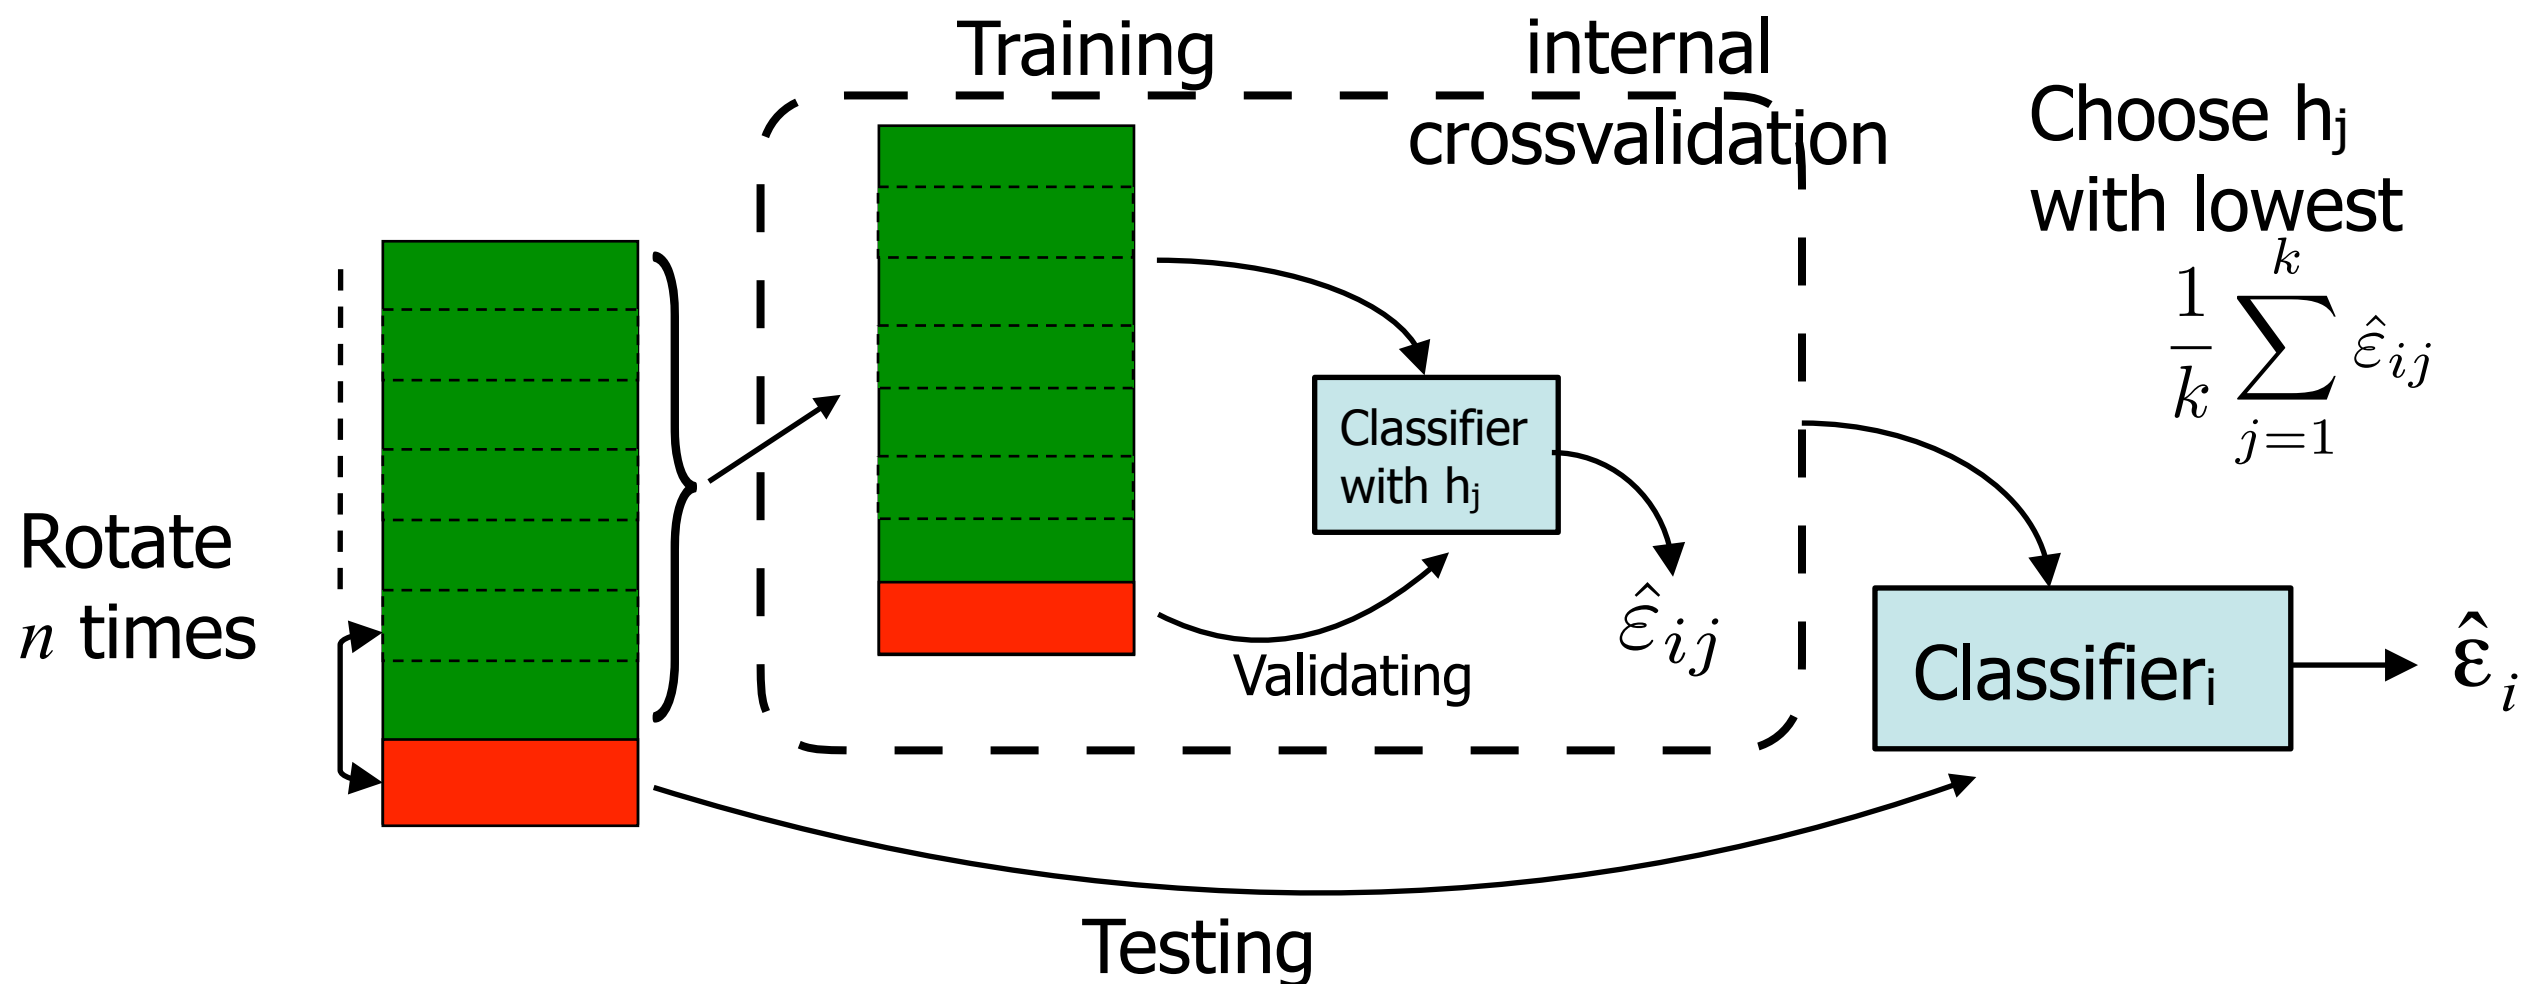 Training
internal
crossvalidation
Choose hj
with lowest
k
1
k
∑
j=1
ε̂ij
Classifier
with hj
Rotate
n times
ε̂ij
Validating
Classifieri
ε̂i
Testing